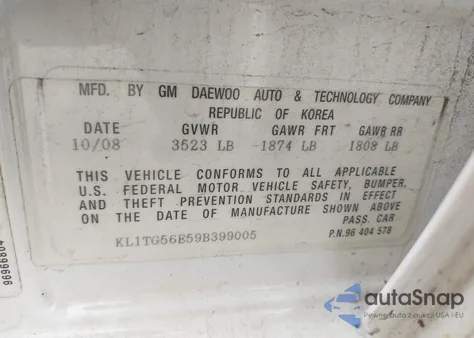 MFD. BY GM DAEWOO AUTO & TECHNOLOGY COMPANY
REPUBLIC OF KOREA
DATE GVWR GAWR FRT GAWR RR
10/08 3523 LB 1874 LB 1808 LB
THIS VEHICLE CONFORMS TO ALL APPLICABLE
U.S. FEDERAL MOTOR VEHICLE SAFETY, BUMPER,
AND THEFT PREVENTION STANDARDS IN EFFECT
ON THE DATE OF MANUFACTURE SHOWN ABOVE
PASS. CAR
KL1TG56E59B399005 P.N.96 404 578
autoSnap